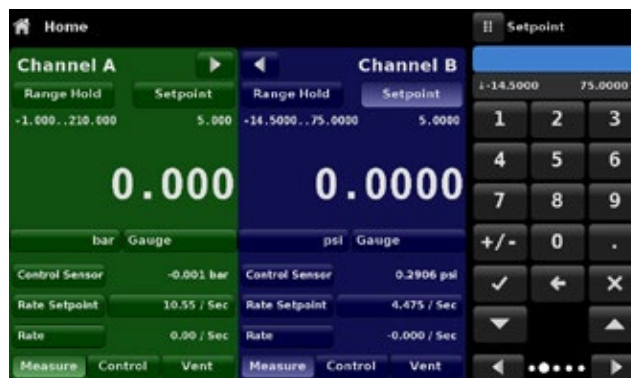 Home
Channel A
Range Hold Setpoint
-1.000..210.000 5.000
0.000
bar Gauge
Control Sensor -0.001 bar
Rate Setpoint 10.55 / Sec
Rate 0.00 / Sec
Measure Control Vent
Channel B
Range Hold Setpoint
-14.5000..75.0000 5.0000
0.0000
psi Gauge
Control Sensor 0.2906 psi
Rate Setpoint 4.475 / Sec
Rate -0.000 / Sec
Measure Control Vent
Setpoint
↓-14.5000 75.0000
1 2 3
4 5 6
7 8 9
+/- 0 .